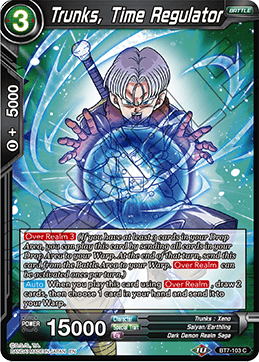 3
BATTLE
Trunks, Time Regulator
+ 5000
Over Realm 3 (If you have at least 3 cards in your Drop
Area, you can play this card by sending all cards in your
Drop Area to your Warp. At the end of that turn, send this
card from the Battle Area to your Warp. Over Realm can
be activated once per turn.)
Auto When you play this card using Over Realm, draw 2
cards, then choose 1 card in your hand and send it to
your Warp.
POWER
15000
Character
Trunks : Xeno
Special Trait
Saiyan/Earthling
Era
Dark Demon Realm Saga
BT7-103 C